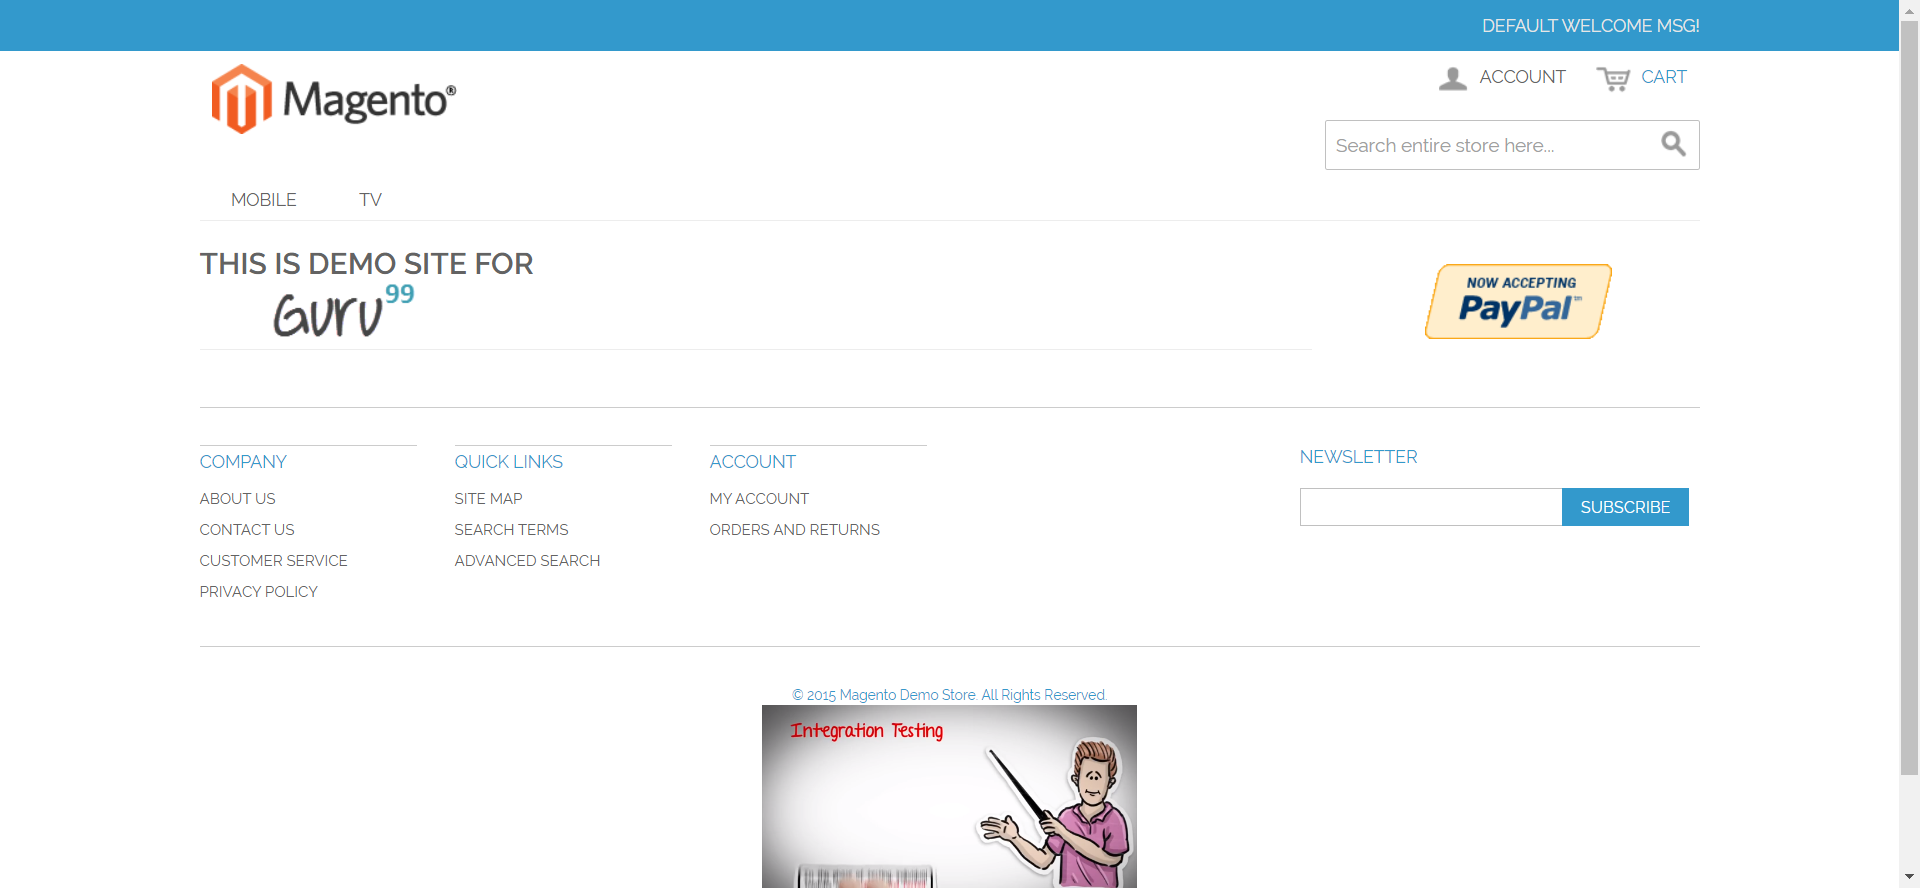 DEFAULT WELCOME MSG!
Magento®
ACCOUNT
CART
Search entire store here...
MOBILE
TV
THIS IS DEMO SITE FOR
Guru99
NOW ACCEPTING
PayPal™
COMPANY
ABOUT US
CONTACT US
CUSTOMER SERVICE
PRIVACY POLICY
QUICK LINKS
SITE MAP
SEARCH TERMS
ADVANCED SEARCH
ACCOUNT
MY ACCOUNT
ORDERS AND RETURNS
NEWSLETTER
SUBSCRIBE
© 2015 Magento Demo Store. All Rights Reserved.
Integration Testing